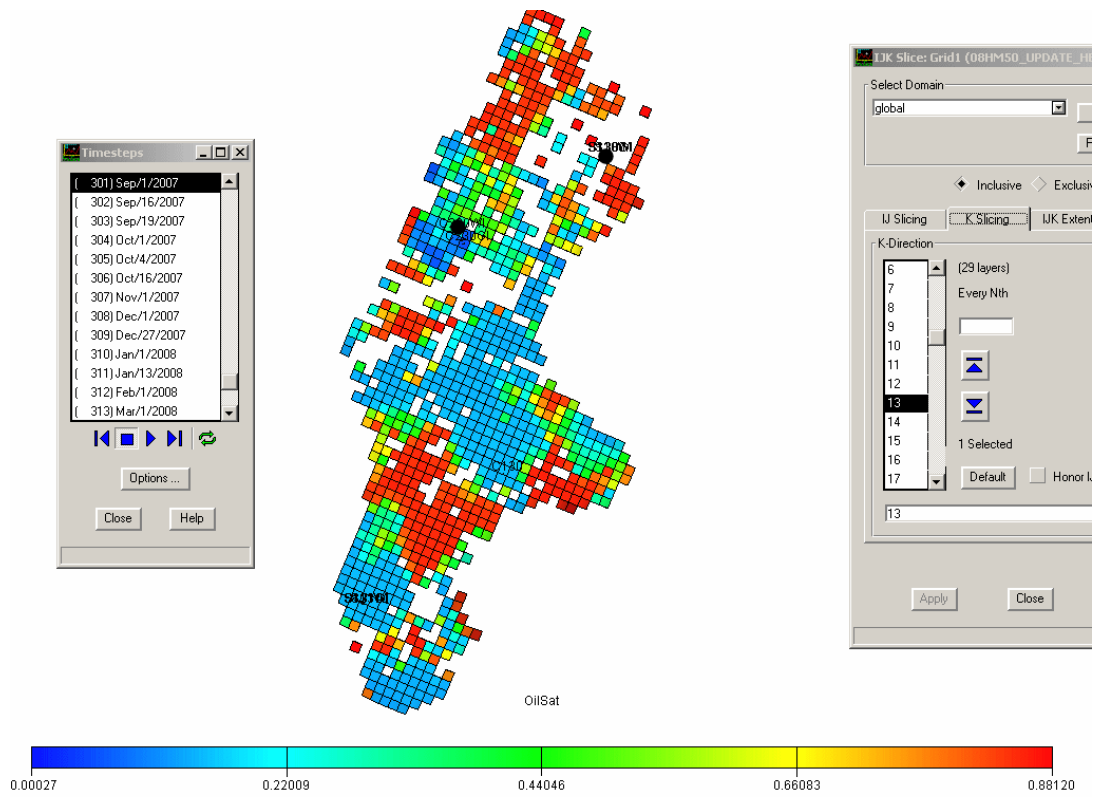 Timesteps
( 301) Sep/1/2007
( 302) Sep/16/2007
( 303) Sep/19/2007
( 304) Oct/1/2007
( 305) Oct/4/2007
( 306) Oct/16/2007
( 307) Nov/1/2007
( 308) Dec/1/2007
( 309) Dec/27/2007
( 310) Jan/1/2008
( 311) Jan/13/2008
( 312) Feb/1/2008
( 313) Mar/1/2008
Options ...
Close Help
IJK Slice: Grid1 (08HM50_UPDATE_H
Select Domain
global
Inclusive Exclusiv
IJ Slicing K Slicing IJK Extent
K-Direction
6
7
8
9
10
11
12
13
14
15
16
17
(29 layers)
Every Nth
1 Selected
Default Honor IJ
13
Apply Close
OilSat
0.00027 0.22009 0.44046 0.66083 0.88120